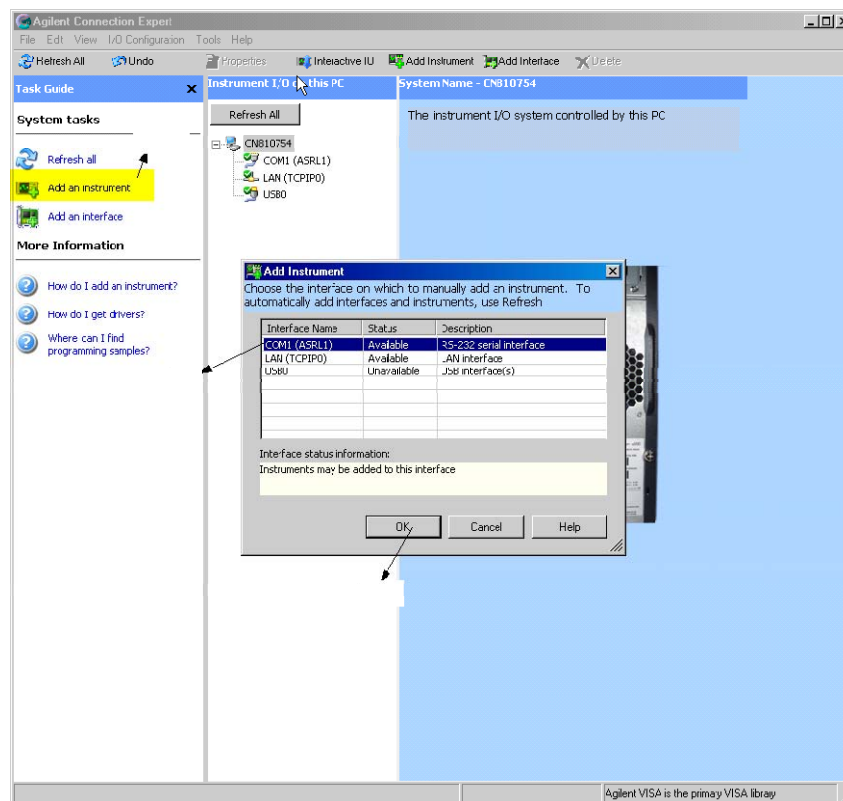 Agilent Connection Expert
File Edit View I/O Configuration Tools Help
Refresh All Undo Properties Interactive IO Add Instrument Add Interface Delete
Task Guide
System tasks
Refresh all
Add an instrument
Add an interface
More Information
How do I add an instrument?
How do I get drivers?
Where can I find
programming samples?
Instrument I/O on this PC
Refresh All
CN810754
COM1 (ASRL1)
LAN (TCPIP0)
USB0
System Name - CN810754
The instrument I/O system controlled by this PC
Add Instrument
Choose the interface on which to manually add an instrument. To
automatically add interfaces and instruments, use Refresh
Interface Name Status Description
COM1 (ASRL1) Available RS-232 serial interface
LAN (TCPIP0) Available LAN interface
USB0 Unavailable USB interface(s)
Interface status information:
Instruments may be added to this interface
OK Cancel Help
Agilent VISA is the primary VISA library